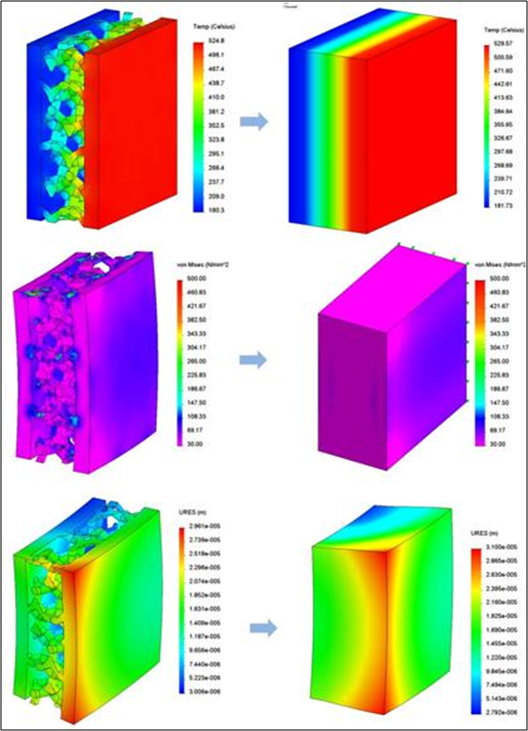 Temp (Celsius)
524.8
496.1
467.4
438.7
410.0
381.2
352.5
323.8
295.1
266.4
237.7
209.0
180.3
Temp (Celsius)
529.57
500.59
471.60
442.61
413.63
384.64
355.65
326.67
297.68
268.69
239.71
210.72
181.73
von Mises (N/mm^2)
500.00
460.83
421.67
382.50
343.33
304.17
265.00
225.83
186.67
147.50
108.33
69.17
30.00
von Mises (N/mm^2)
500.00
460.83
421.67
382.50
343.33
304.17
265.00
225.83
186.67
147.50
108.33
69.17
30.00
URES (m)
2.961e-005
2.739e-005
2.518e-005
2.296e-005
2.074e-005
1.852e-005
1.631e-005
1.409e-005
1.187e-005
9.656e-006
7.440e-006
5.223e-006
3.006e-006
URES (m)
3.100e-005
2.865e-005
2.630e-005
2.395e-005
2.160e-005
1.925e-005
1.690e-005
1.455e-005
1.220e-005
9.845e-006
7.494e-006
5.143e-006
2.792e-006